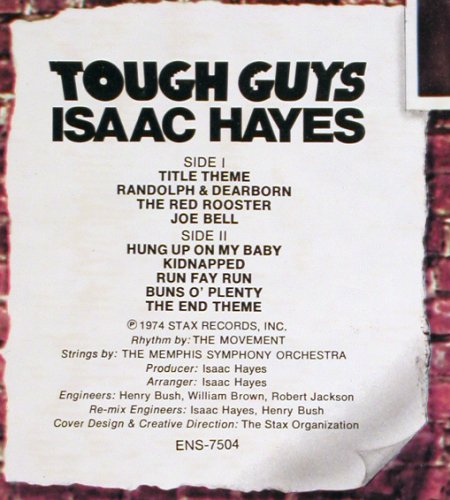 TOUGH GUYS
ISAAC HAYES
SIDE I
TITLE THEME
RANDOLPH & DEARBORN
THE RED ROOSTER
JOE BELL
SIDE II
HUNG UP ON MY BABY
KIDNAPPED
RUN FAY RUN
BUNS O' PLENTY
THE END THEME
℗ 1974 STAX RECORDS, INC.
Rhythm by: THE MOVEMENT
Strings by: THE MEMPHIS SYMPHONY ORCHESTRA
Producer: Isaac Hayes
Arranger: Isaac Hayes
Engineers: Henry Bush, William Brown, Robert Jackson
Re-mix Engineers: Isaac Hayes, Henry Bush
Cover Design & Creative Direction: The Stax Organization
ENS-7504